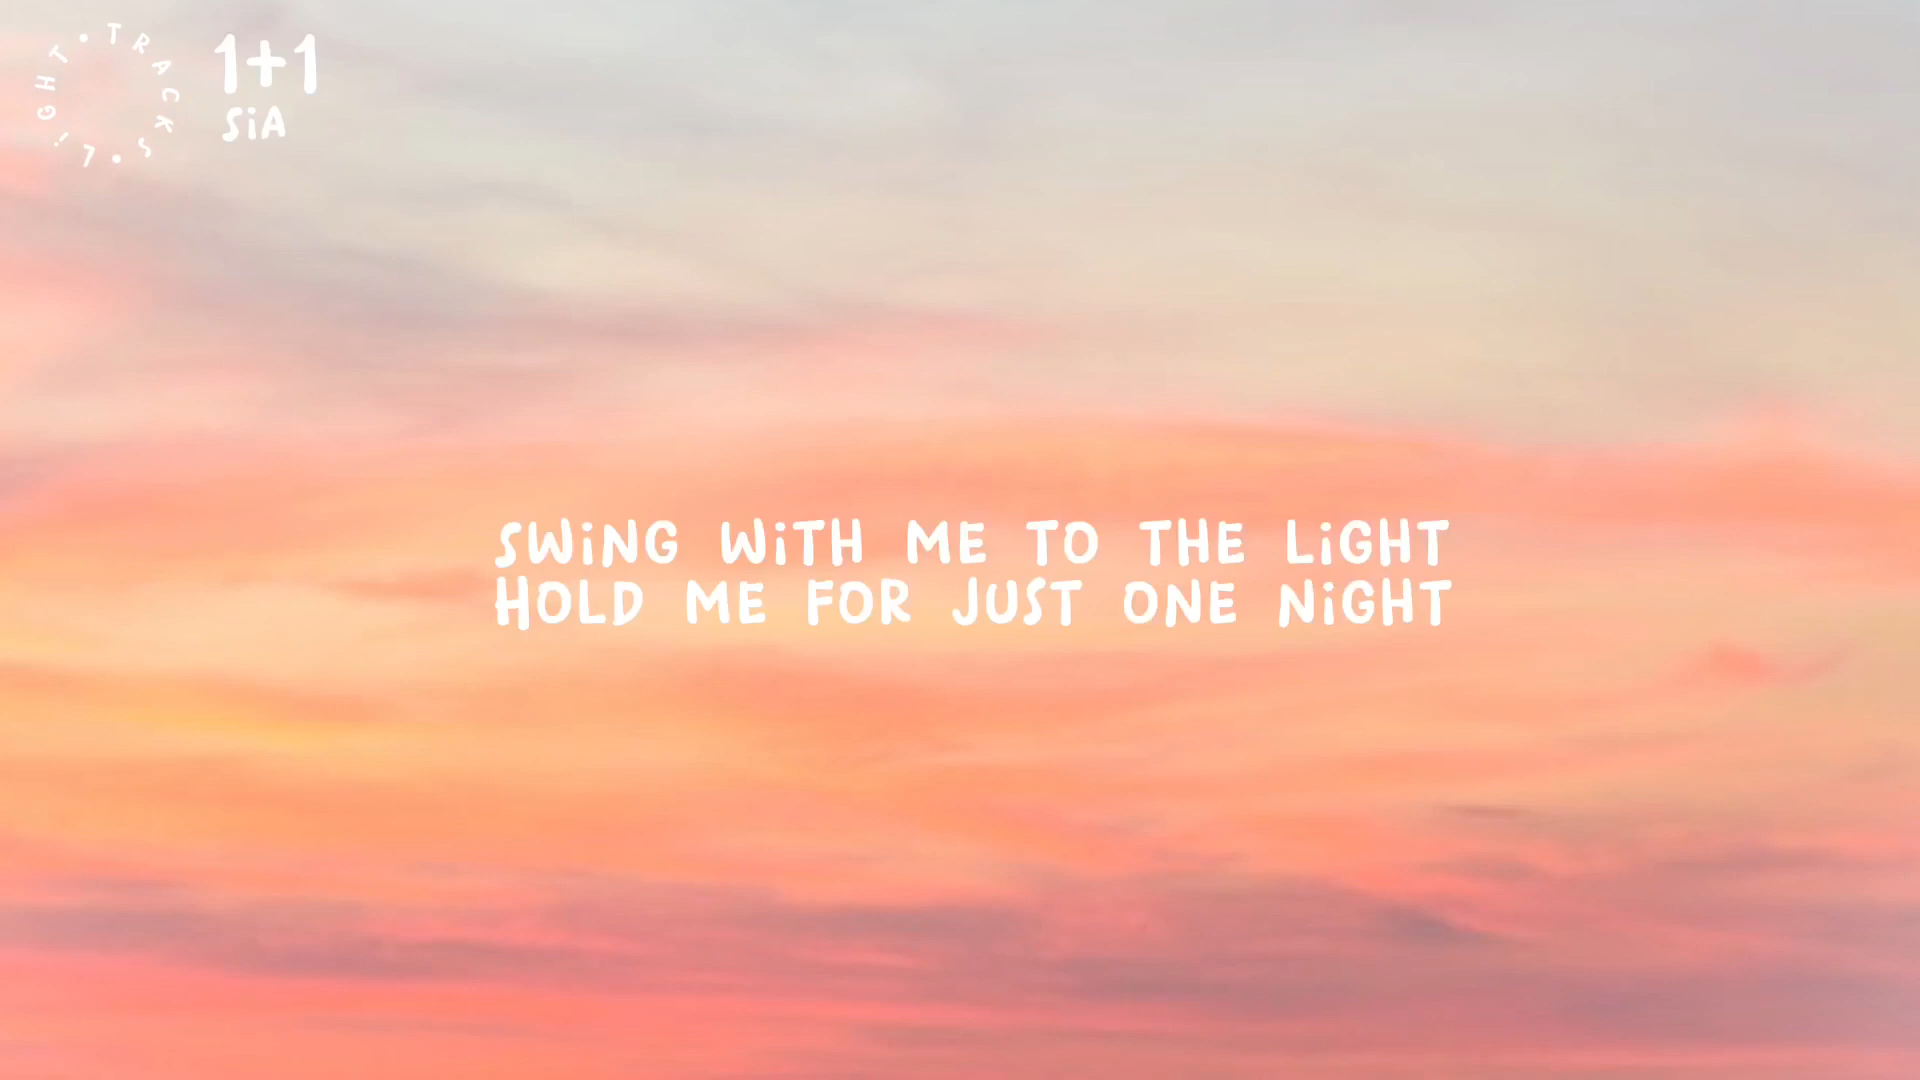 LiGHT • TRACKS •
1+1
SiA
SWiNG WiTH ME TO THE LiGHT
HOLD ME FOR JUST ONE NiGHT